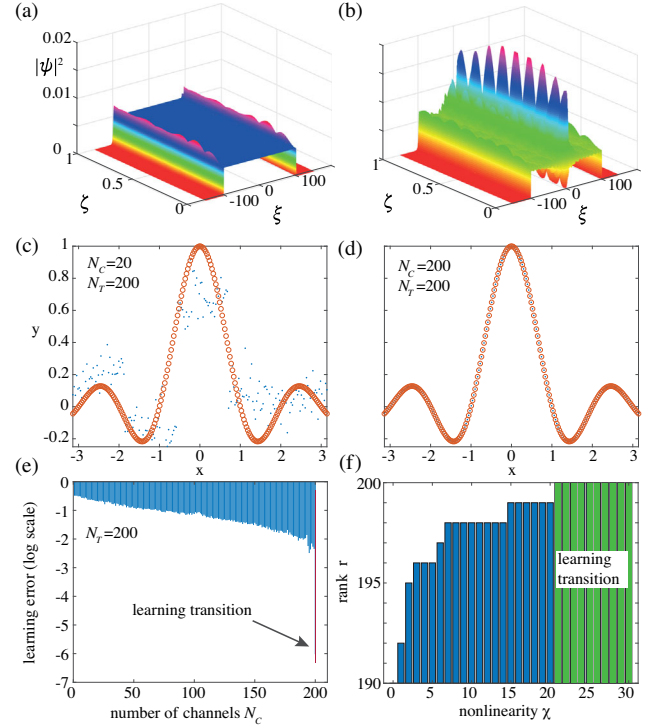 (a)
(b)
0.02
|ψ|²
0.01
0
1
0.5
0
ζ
-100
0
100
ξ
1
0.5
0
ζ
-100
0
100
ξ
(c)
(d)
1
0.8
0.6
0.4
0.2
0
-0.2
y
N_C=20
N_T=200
N_C=200
N_T=200
-3 -2 -1 0 1 2 3
x
-3 -2 -1 0 1 2 3
x
(e)
(f)
0
-1
-2
-3
-4
-5
-6
-7
learning error (log scale)
N_T=200
learning transition
0 50 100 150 200
number of channels N_C
200
195
190
rank r
learning
transition
0 5 10 15 20 25 30
nonlinearity χ